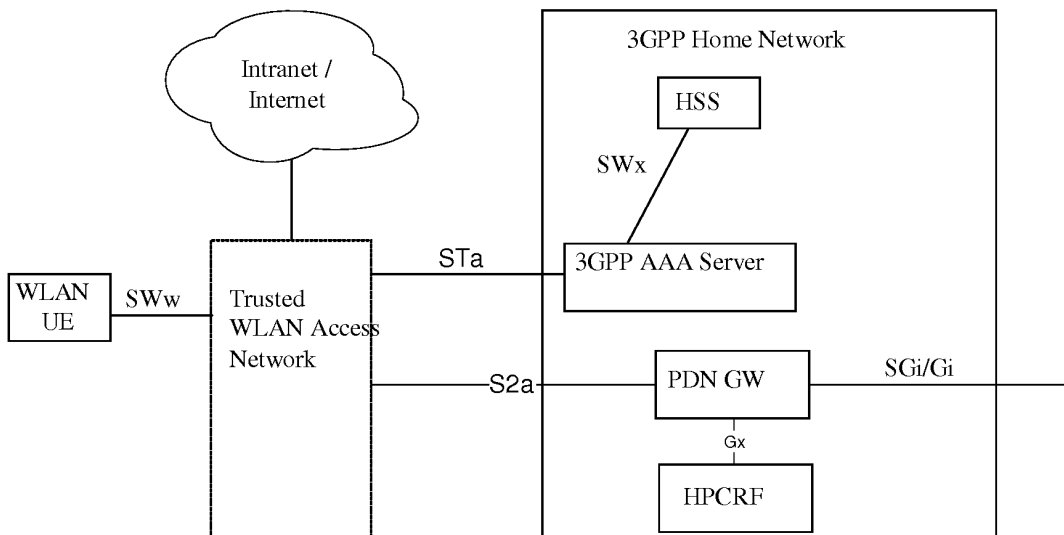 3GPP Home Network
Intranet /
Internet
HSS
SWx
STa
3GPP AAA Server
WLAN
UE
SWw
Trusted
WLAN Access
Network
S2a
PDN GW
SGi/Gi
Gx
HPCRF